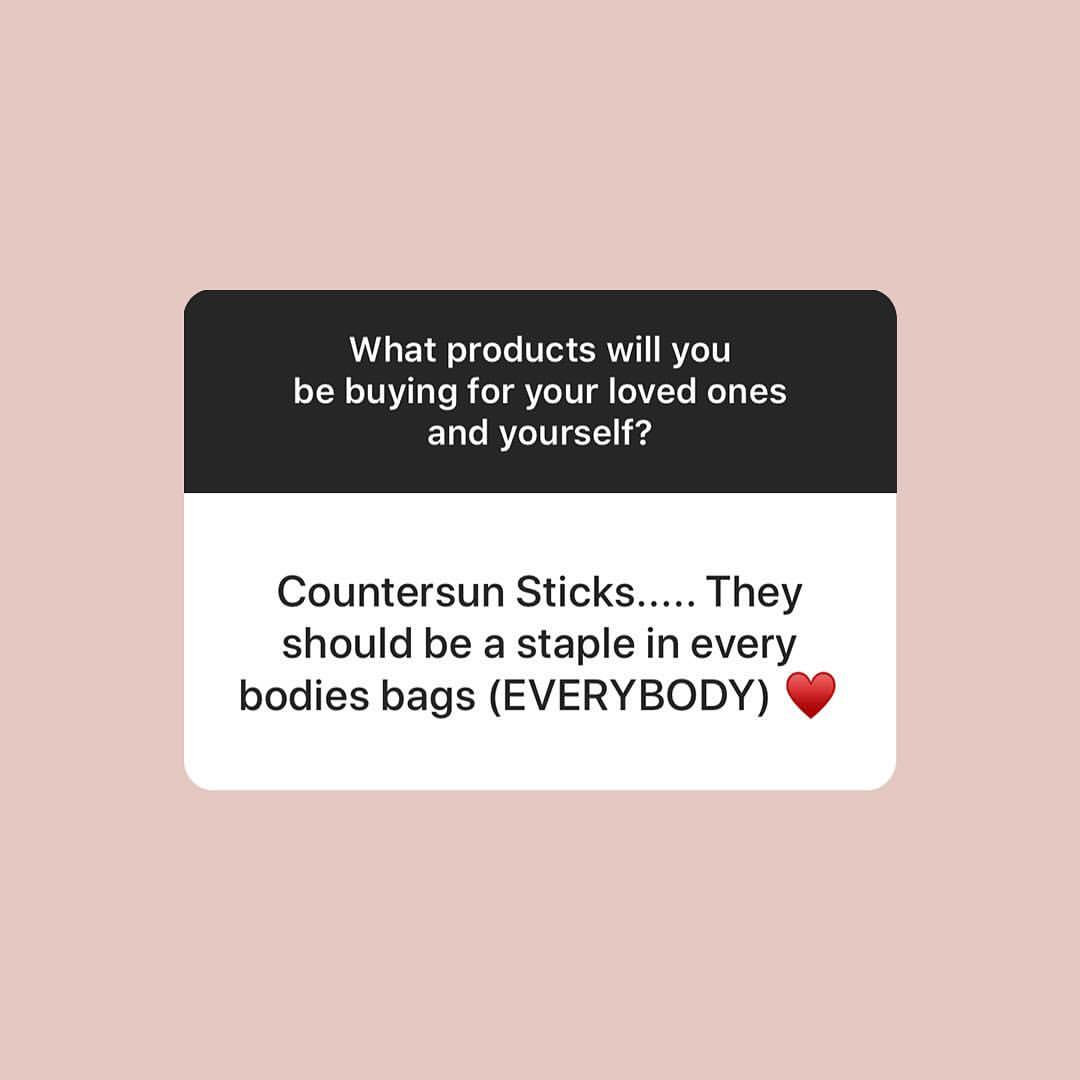 What products will you
be buying for your loved ones
and yourself?
Countersun Sticks..... They
should be a staple in every
bodies bags (EVERYBODY) ♥️